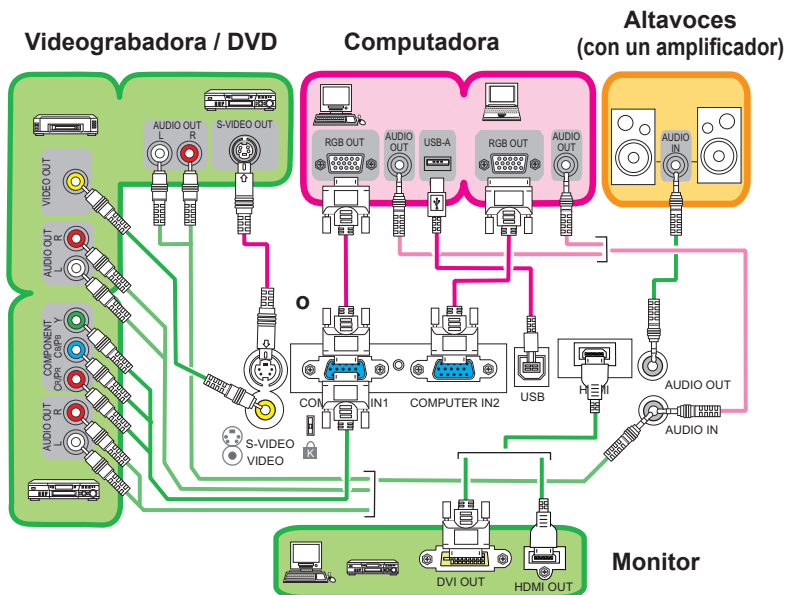 Videograbadora / DVD
Computadora
Altavoces
(con un amplificador)
AUDIO OUT
L R
S-VIDEO OUT
VIDEO OUT
AUDIO OUT
R
L
COMPONENT
Y
CB/PB
CR/PR
AUDIO OUT
R
L
RGB OUT
AUDIO
OUT
USB-A
RGB OUT
AUDIO
OUT
AUDIO
IN
o
IN1
COMPUTER IN2
USB
AUDIO OUT
AUDIO IN
S-VIDEO
VIDEO
K
DVI OUT
HDMI OUT
Monitor